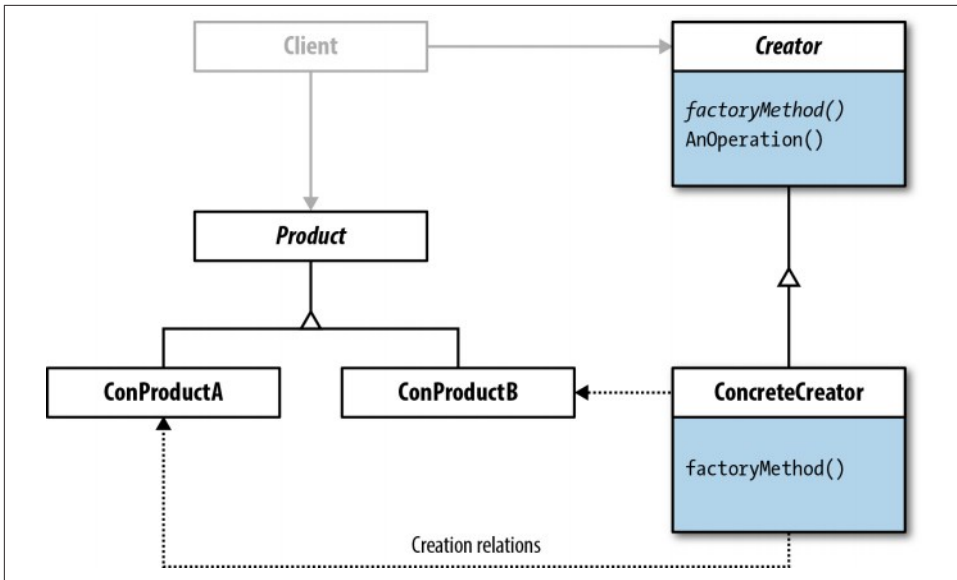 Client
Creator
factoryMethod()
AnOperation()
Product
ConProductA
ConProductB
ConcreteCreator
factoryMethod()
Creation relations